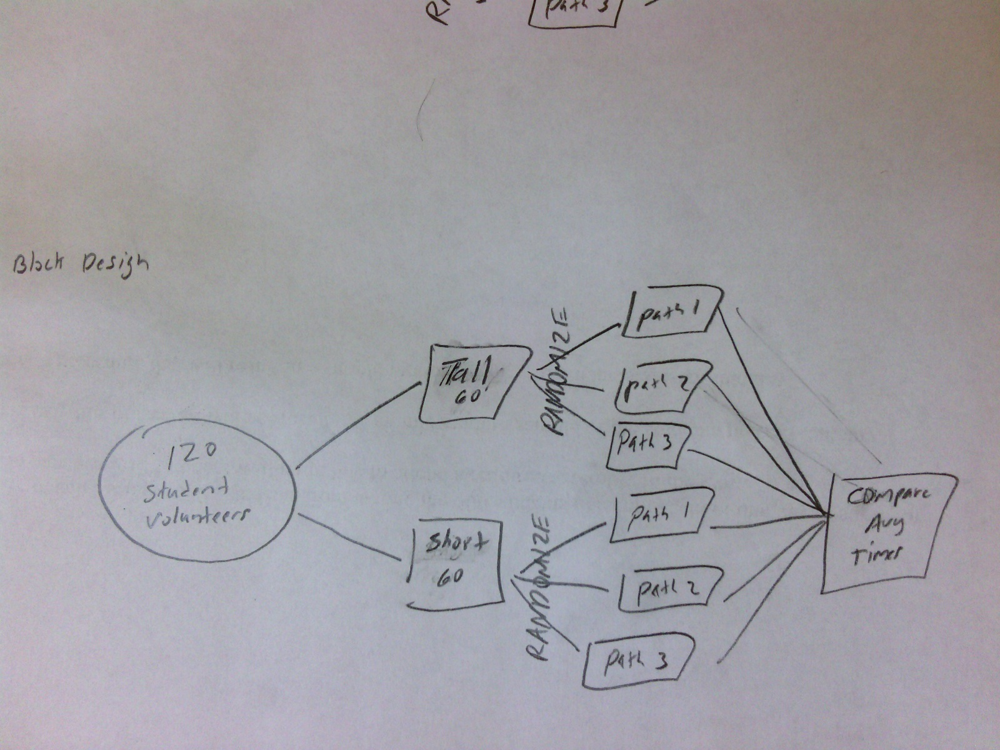 path 3
Block Design
120
student
volunteers
Tall
60
short
60
RANDOMIZE
RANDOMIZE
path 1
path 2
Path 3
path 1
path 2
Path 3
Compare
Avg
Times